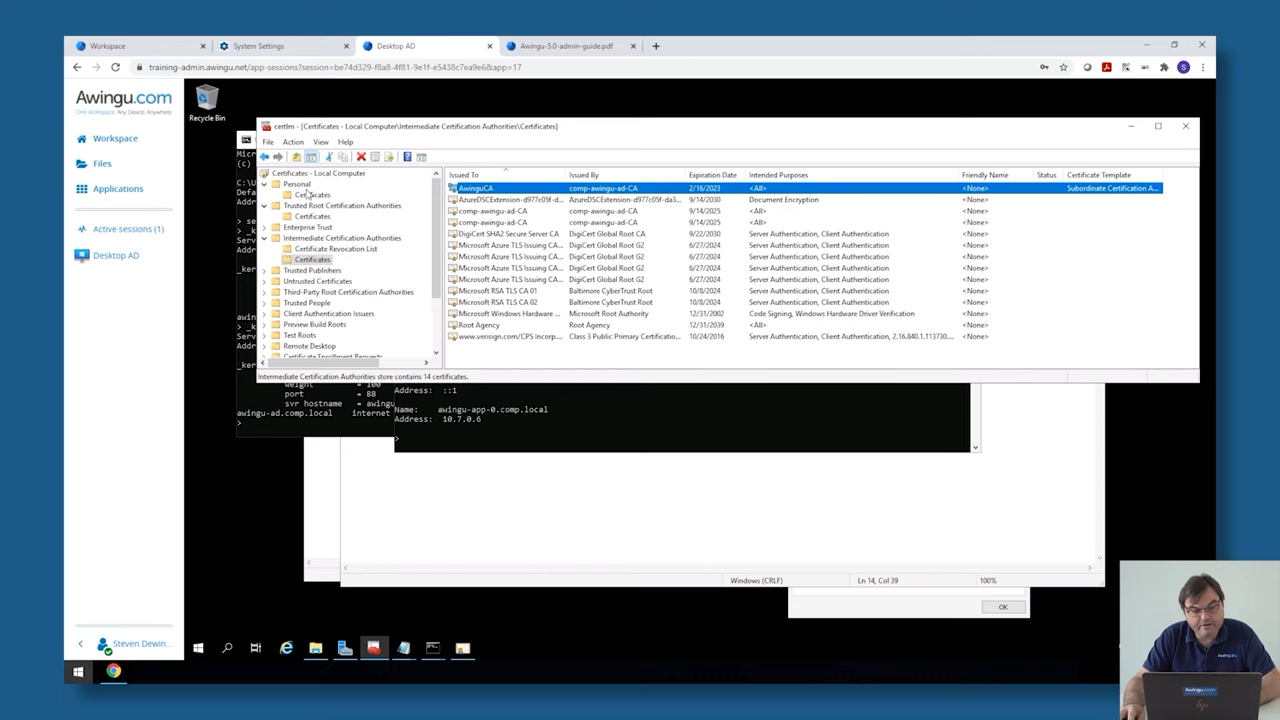 Workspace
System Settings
Desktop AD
Awingu-5.0-admin-guide.pdf
training-admin.awingu.net/app-sessions?session=be74d329-f8a8-4f81-9e1f-e5438c7ea9e6&app=17
Awingu.com
One Workspace. Any Device. Anywhere.
Workspace
Files
Applications
Active sessions (1)
Desktop AD
Steven Dewin...
Recycle Bin
certlm - [Certificates - Local Computer\Intermediate Certification Authorities\Certificates]
File Action View Help
Certificates - Local Computer
Personal
Certificates
Trusted Root Certification Authorities
Certificates
Enterprise Trust
Intermediate Certification Authorities
Certificate Revocation List
Certificates
Trusted Publishers
Untrusted Certificates
Third-Party Root Certification Authorities
Trusted People
Client Authentication Issuers
Preview Build Roots
Test Roots
Remote Desktop
Certificate Enrollment Requests
Issued To Issued By Expiration Date Intended Purposes Friendly Name Status Certificate Template
AwinguCA comp-awingu-ad-CA 2/16/2023 <All> <None> Subordinate Certification A...
AzureDSCExtension-d977c05f-d... AzureDSCExtension-d977c05f-da3... 9/14/2030 Document Encryption <None>
comp-awingu-ad-CA comp-awingu-ad-CA 9/14/2025 <All> <None>
comp-awingu-ad-CA comp-awingu-ad-CA 9/14/2025 <All> <None>
DigiCert SHA2 Secure Server CA DigiCert Global Root CA 9/22/2030 Server Authentication, Client Authentication <None>
Microsoft Azure TLS Issuing CA... DigiCert Global Root G2 6/27/2024 Server Authentication, Client Authentication <None>
Microsoft Azure TLS Issuing CA... DigiCert Global Root G2 6/27/2024 Server Authentication, Client Authentication <None>
Microsoft Azure TLS Issuing CA... DigiCert Global Root G2 6/27/2024 Server Authentication, Client Authentication <None>
Microsoft Azure TLS Issuing CA... DigiCert Global Root G2 6/27/2024 Server Authentication, Client Authentication <None>
Microsoft RSA TLS CA 01 Baltimore CyberTrust Root 10/8/2024 Server Authentication, Client Authentication <None>
Microsoft RSA TLS CA 02 Baltimore CyberTrust Root 10/8/2024 Server Authentication, Client Authentication <None>
Microsoft Windows Hardware ... Microsoft Root Authority 12/31/2002 Code Signing, Windows Hardware Driver Verification <None>
Root Agency Root Agency 12/31/2039 <All> <None>
www.verisign.com/CPS Incorp... Class 3 Public Primary Certificatio... 10/24/2016 Server Authentication, Client Authentication, 2.16.840.1.113730.... <None>
Intermediate Certification Authorities store contains 14 certificates.
weight = 100
port = 88
svr hostname = awingu
awingu-ad.comp.local internet
>
Address: ::1
Name: awingu-app-0.comp.local
Address: 10.7.0.6
>
Windows (CRLF) Ln 14, Col 39 100%
OK
Awingu
Awingu.com
hp